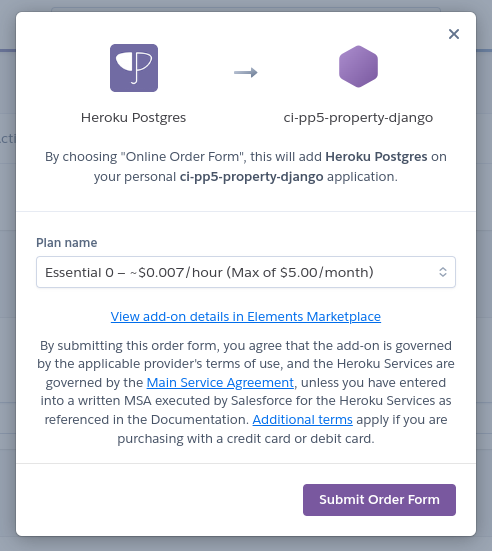 Heroku Postgres
ci-pp5-property-django
By choosing "Online Order Form", this will add Heroku Postgres on
your personal ci-pp5-property-django application.
Plan name
Essential 0 – ~$0.007/hour (Max of $5.00/month)
View add-on details in Elements Marketplace
By submitting this order form, you agree that the add-on is governed
by the applicable provider's terms of use, and the Heroku Services are
governed by the Main Service Agreement, unless you have entered
into a written MSA executed by Salesforce for the Heroku Services as
referenced in the Documentation. Additional terms apply if you are
purchasing with a credit card or debit card.
Submit Order Form